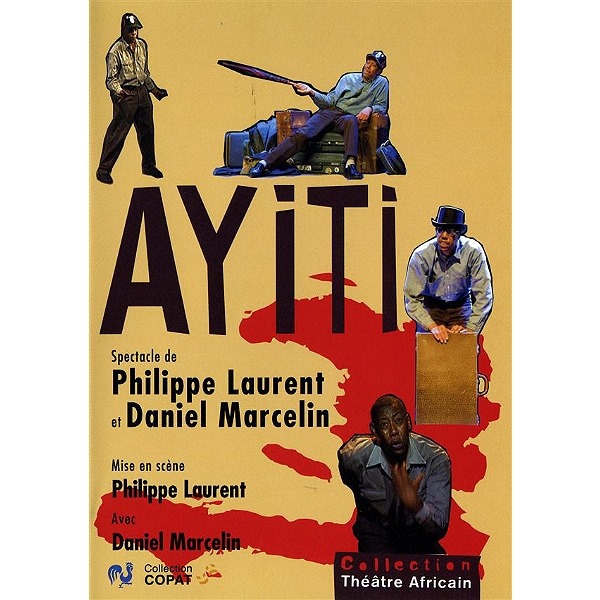 AYiTi
Spectacle de
Philippe Laurent
et Daniel Marcelin
Mise en scène
Philippe Laurent
Avec
Daniel Marcelin
Collection
COPAT
Collection
Théâtre Africain